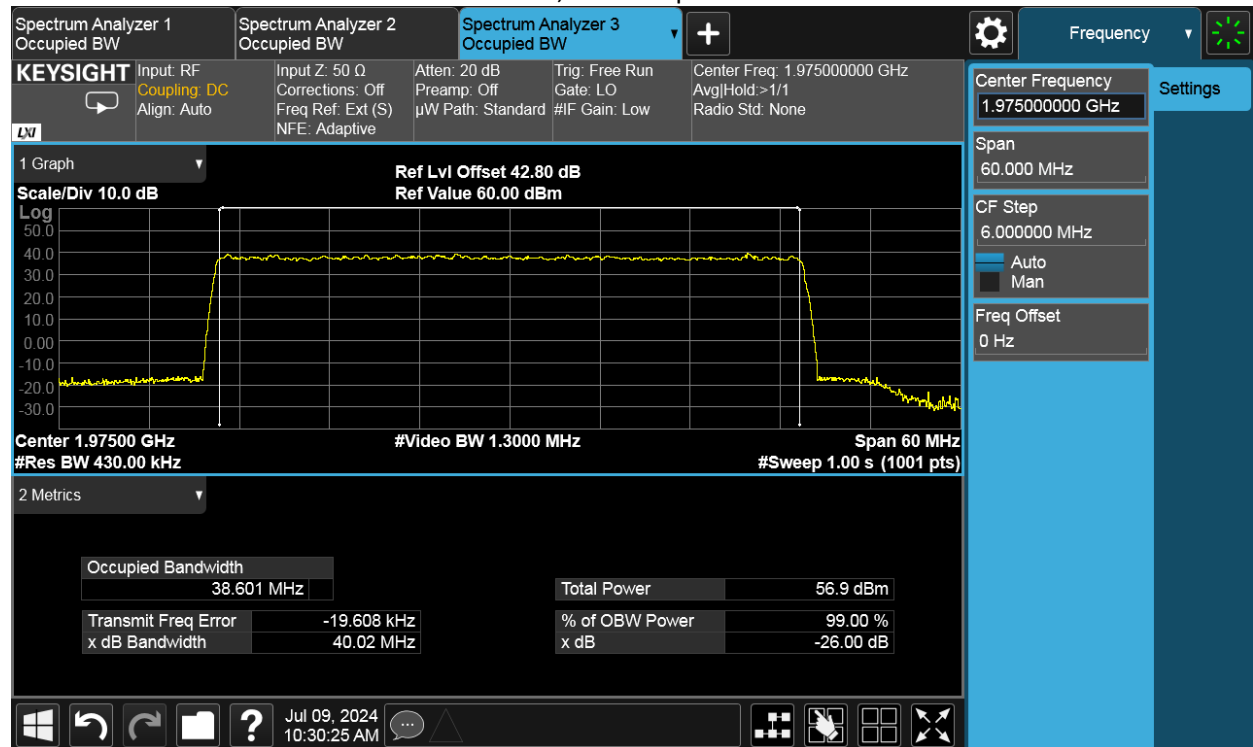 Spectrum Analyzer 1
Occupied BW
Spectrum Analyzer 2
Occupied BW
Spectrum Analyzer 3
Occupied BW
Frequency
KEYSIGHT
LXI
Input: RF
Coupling: DC
Align: Auto
Input Z: 50 Ω
Corrections: Off
Freq Ref: Ext (S)
NFE: Adaptive
Atten: 20 dB
Preamp: Off
µW Path: Standard
Trig: Free Run
Gate: LO
#IF Gain: Low
Center Freq: 1.975000000 GHz
Avg|Hold:>1/1
Radio Std: None
Center Frequency
1.975000000 GHz
Settings
Span
60.000 MHz
CF Step
6.000000 MHz
Auto
Man
Freq Offset
0 Hz
1 Graph
Scale/Div 10.0 dB
Ref Lvl Offset 42.80 dB
Ref Value 60.00 dBm
Log
50.0
40.0
30.0
20.0
10.0
0.00
-10.0
-20.0
-30.0
Center 1.97500 GHz
#Video BW 1.3000 MHz
Span 60 MHz
#Res BW 430.00 kHz
#Sweep 1.00 s (1001 pts)
2 Metrics
Occupied Bandwidth
38.601 MHz
Total Power 56.9 dBm
Transmit Freq Error -19.608 kHz
% of OBW Power 99.00 %
x dB Bandwidth 40.02 MHz
x dB -26.00 dB
?
Jul 09, 2024
10:30:25 AM